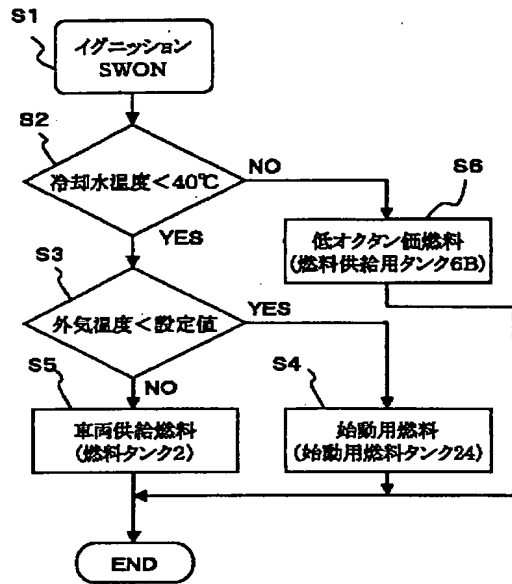 S1
イグニッション
SWON
S2
冷却水温度<40℃
NO
YES
S6
低オクタン価燃料
(燃料供給用タンク6B)
S3
外気温度<設定値
YES
NO
S5
車両供給燃料
(燃料タンク2)
S4
始動用燃料
(始動用燃料タンク24)
END